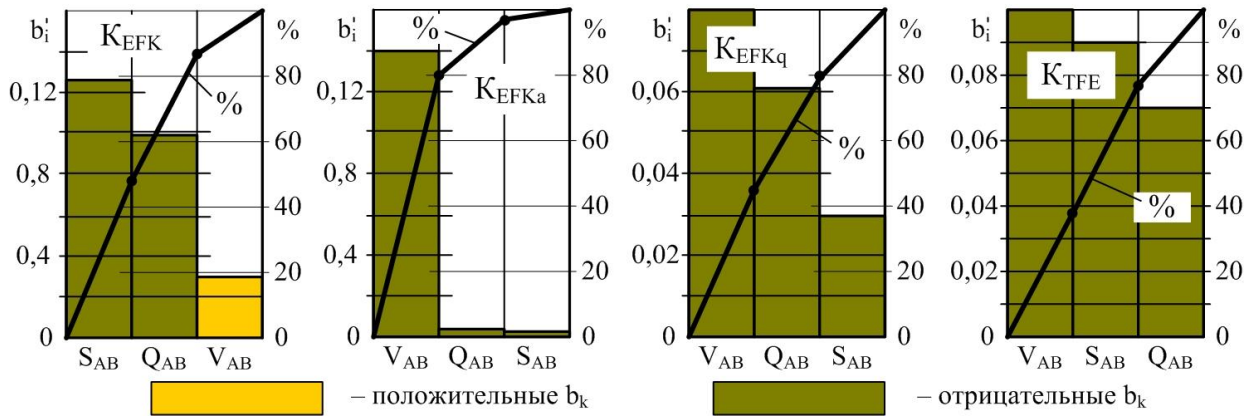 b'ᵢ K_EFK % b'ᵢ % K_EFKa % b'ᵢ K_EFKq % b'ᵢ K_TFE %
0,12 80 0,12 80 0,06 80 0,08 80
% 60 60 % 60 0,06 60
0,8 0,8 0,04
40 40 40 0,04 % 40
0,4 0,4 0,02
20 20 20 0,02 20
0 0 0 0 0 0 0 0
S_AB Q_AB V_AB V_AB Q_AB S_AB V_AB Q_AB S_AB V_AB S_AB Q_AB
– положительные b_k – отрицательные b_k